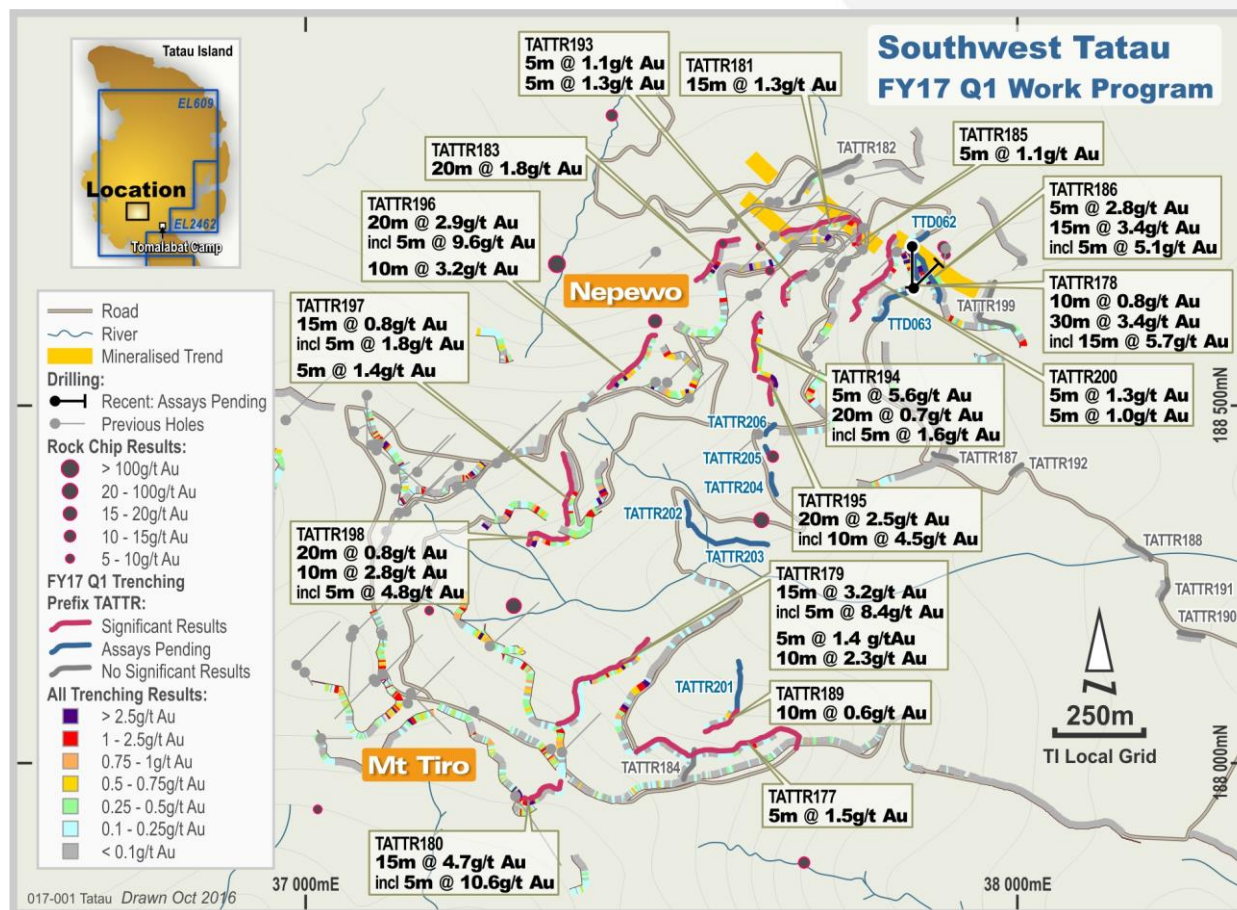 Southwest Tatau
FY17 Q1 Work Program
Tatau Island
EL609
Location
EL2462
Tomalabat Camp
TATTR193
5m @ 1.1g/t Au
5m @ 1.3g/t Au
TATTR181
15m @ 1.3g/t Au
TATTR183
20m @ 1.8g/t Au
TATTR182
TATTR185
5m @ 1.1g/t Au
TATTR196
20m @ 2.9g/t Au
incl 5m @ 9.6g/t Au
10m @ 3.2g/t Au
TATTR186
5m @ 2.8g/t Au
15m @ 3.4g/t Au
incl 5m @ 5.1g/t Au
TTD062
Nepewo
TATTR178
10m @ 0.8g/t Au
30m @ 3.4g/t Au
incl 15m @ 5.7g/t Au
TATTR199
TTD063
TATTR197
15m @ 0.8g/t Au
incl 5m @ 1.8g/t Au
5m @ 1.4g/t Au
TATTR194
5m @ 5.6g/t Au
20m @ 0.7g/t Au
incl 5m @ 1.6g/t Au
TATTR200
5m @ 1.3g/t Au
5m @ 1.0g/t Au
188 500mN
TATTR206
TATTR205
TATTR204
TATTR187
TATTR192
TATTR202
TATTR203
TATTR195
20m @ 2.5g/t Au
incl 10m @ 4.5g/t Au
TATTR198
20m @ 0.8g/t Au
10m @ 2.8g/t Au
incl 5m @ 4.8g/t Au
TATTR188
TATTR191
TATTR190
TATTR179
15m @ 3.2g/t Au
incl 5m @ 8.4g/t Au
5m @ 1.4 g/tAu
10m @ 2.3g/t Au
TATTR201
TATTR189
10m @ 0.6g/t Au
Mt Tiro
TATTR184
TATTR177
5m @ 1.5g/t Au
TATTR180
15m @ 4.7g/t Au
incl 5m @ 10.6g/t Au
N
250m
TI Local Grid
188 000mN
37 000mE
38 000mE
Road
River
Mineralised Trend
Drilling:
Recent: Assays Pending
Previous Holes
Rock Chip Results:
> 100g/t Au
20 - 100g/t Au
15 - 20g/t Au
10 - 15g/t Au
5 - 10g/t Au
FY17 Q1 Trenching
Prefix TATTR:
Significant Results
Assays Pending
No Significant Results
All Trenching Results:
> 2.5g/t Au
1 - 2.5g/t Au
0.75 - 1g/t Au
0.5 - 0.75g/t Au
0.25 - 0.5g/t Au
0.1 - 0.25g/t Au
< 0.1g/t Au
017-001 Tatau Drawn Oct 2016